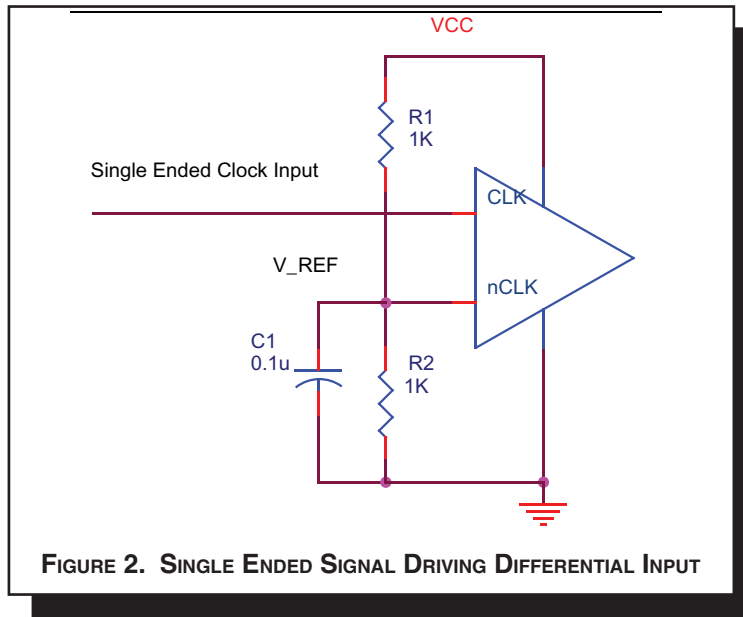 VCC
R1
1K
Single Ended Clock Input
CLK
V_REF
nCLK
C1
0.1u
R2
1K
FIGURE 2. SINGLE ENDED SIGNAL DRIVING DIFFERENTIAL INPUT